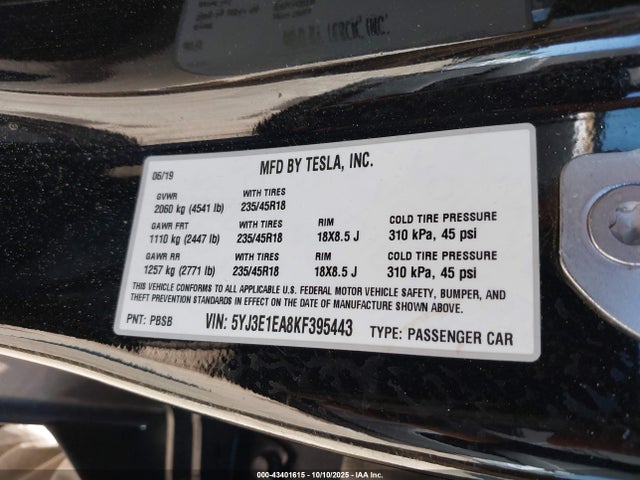 MFD BY TESLA, INC.
06/19
GVWR WITH TIRES
2060 kg (4541 lb) 235/45R18
GAWR FRT WITH TIRES RIM COLD TIRE PRESSURE
1110 kg (2447 lb) 235/45R18 18X8.5 J 310 kPa, 45 psi
GAWR RR WITH TIRES RIM COLD TIRE PRESSURE
1257 kg (2771 lb) 235/45R18 18X8.5 J 310 kPa, 45 psi
THIS VEHICLE CONFORMS TO ALL APPLICABLE U.S. FEDERAL MOTOR VEHICLE SAFETY, BUMPER, AND
THEFT PREVENTION STANDARDS IN EFFECT ON THE DATE OF MANUFACTURE SHOWN ABOVE.
PNT: PBSB VIN: 5YJ3E1EA8KF395443 TYPE: PASSENGER CAR
000-43401615 - 10/10/2025 - IAA Inc.